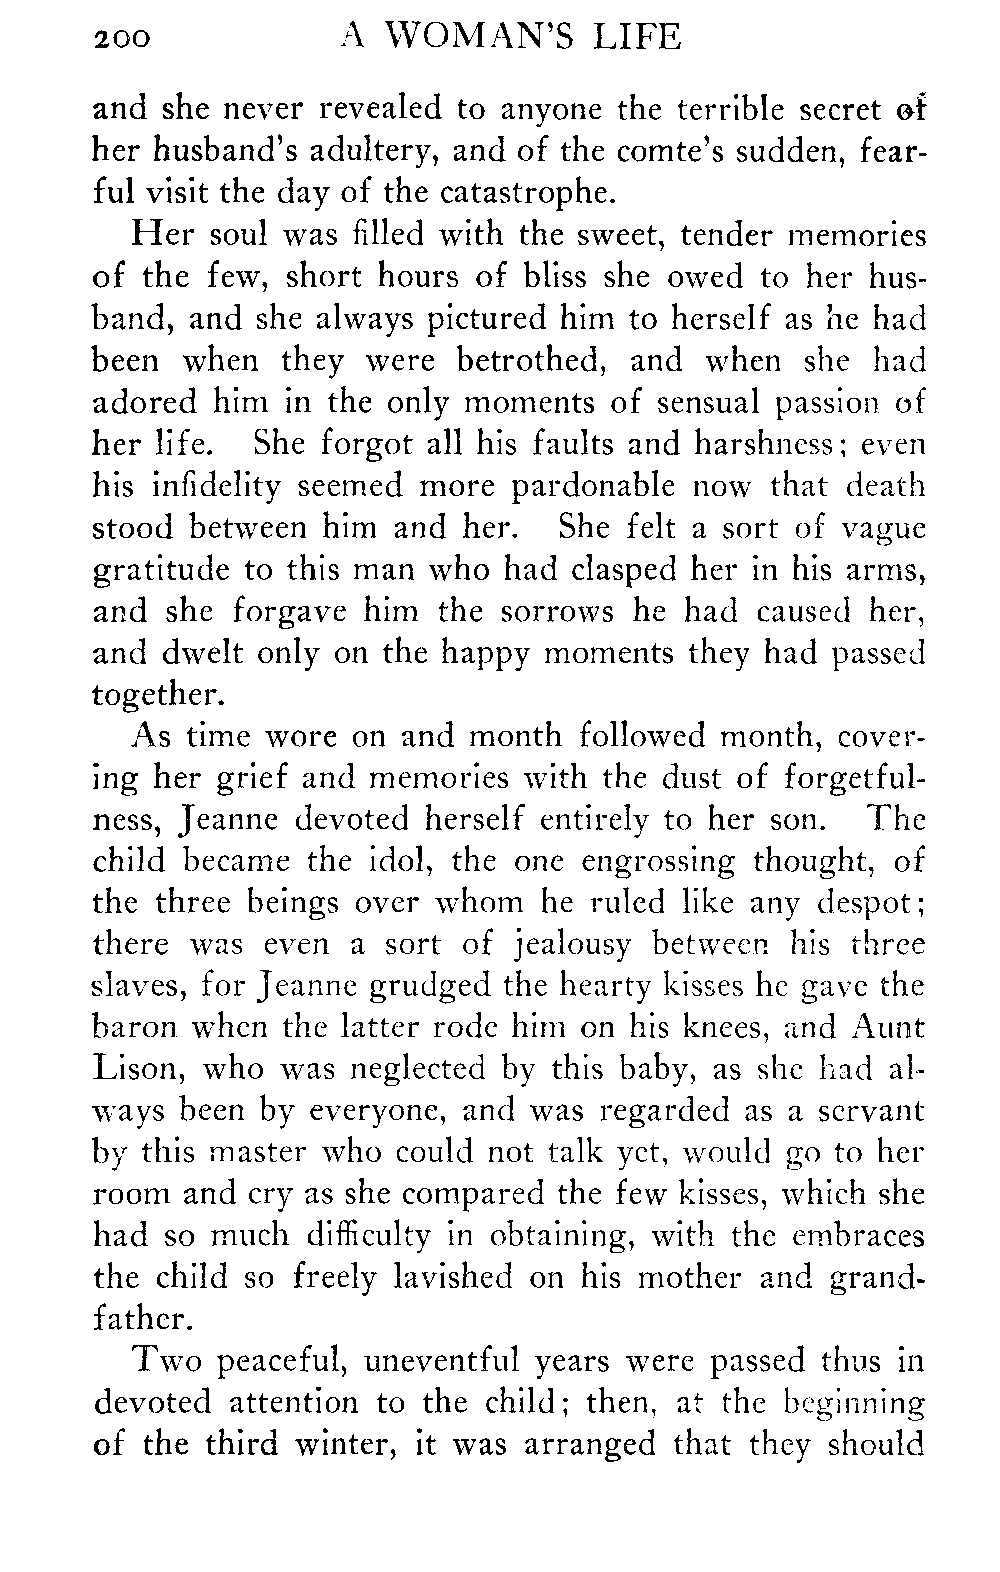 200 A WOMAN'S LIFE
and she never revealed to anyone the terrible secret of
her husband's adultery, and of the comte's sudden, fear-
ful visit the day of the catastrophe.
Her soul was filled with the sweet, tender memories
of the few, short hours of bliss she owed to her hus-
band, and she always pictured him to herself as he had
been when they were betrothed, and when she had
adored him in the only moments of sensual passion of
her life. She forgot all his faults and harshness; even
his infidelity seemed more pardonable now that death
stood between him and her. She felt a sort of vague
gratitude to this man who had clasped her in his arms,
and she forgave him the sorrows he had caused her,
and dwelt only on the happy moments they had passed
together.
As time wore on and month followed month, cover-
ing her grief and memories with the dust of forgetful-
ness, Jeanne devoted herself entirely to her son. The
child became the idol, the one engrossing thought, of
the three beings over whom he ruled like any despot;
there was even a sort of jealousy between his three
slaves, for Jeanne grudged the hearty kisses he gave the
baron when the latter rode him on his knees, and Aunt
Lison, who was neglected by this baby, as she had al-
ways been by everyone, and was regarded as a servant
by this master who could not talk yet, would go to her
room and cry as she compared the few kisses, which she
had so much difficulty in obtaining, with the embraces
the child so freely lavished on his mother and grand-
father.
Two peaceful, uneventful years were passed thus in
devoted attention to the child; then, at the beginning
of the third winter, it was arranged that they should